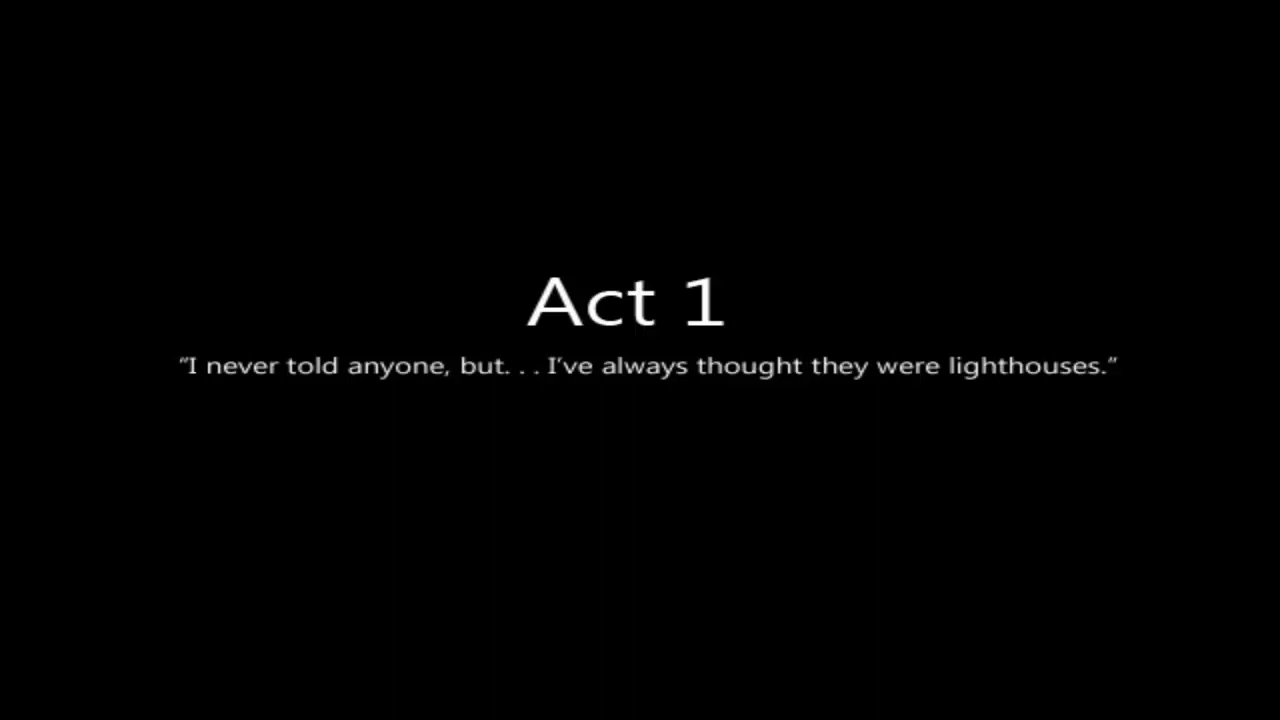 Act 1
“I never told anyone, but. . . I’ve always thought they were lighthouses.”